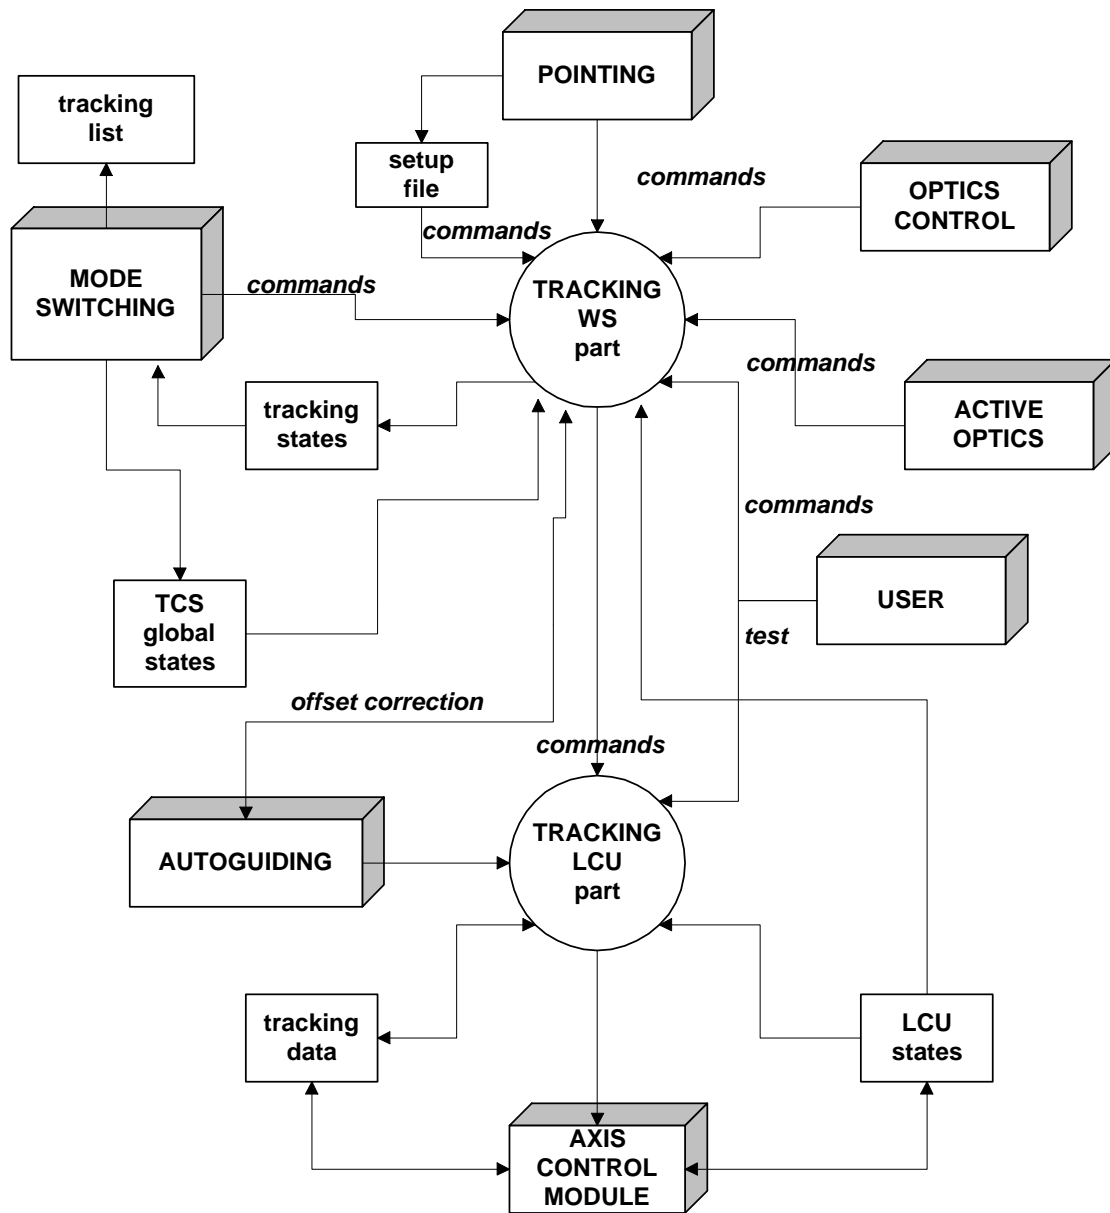 POINTING
tracking
list
setup
file
commands
OPTICS
CONTROL
commands
MODE
SWITCHING
commands
TRACKING
WS
part
commands
ACTIVE
OPTICS
tracking
states
commands
TCS
global
states
USER
test
offset correction
commands
AUTOGUIDING
TRACKING
LCU
part
tracking
data
LCU
states
AXIS
CONTROL
MODULE